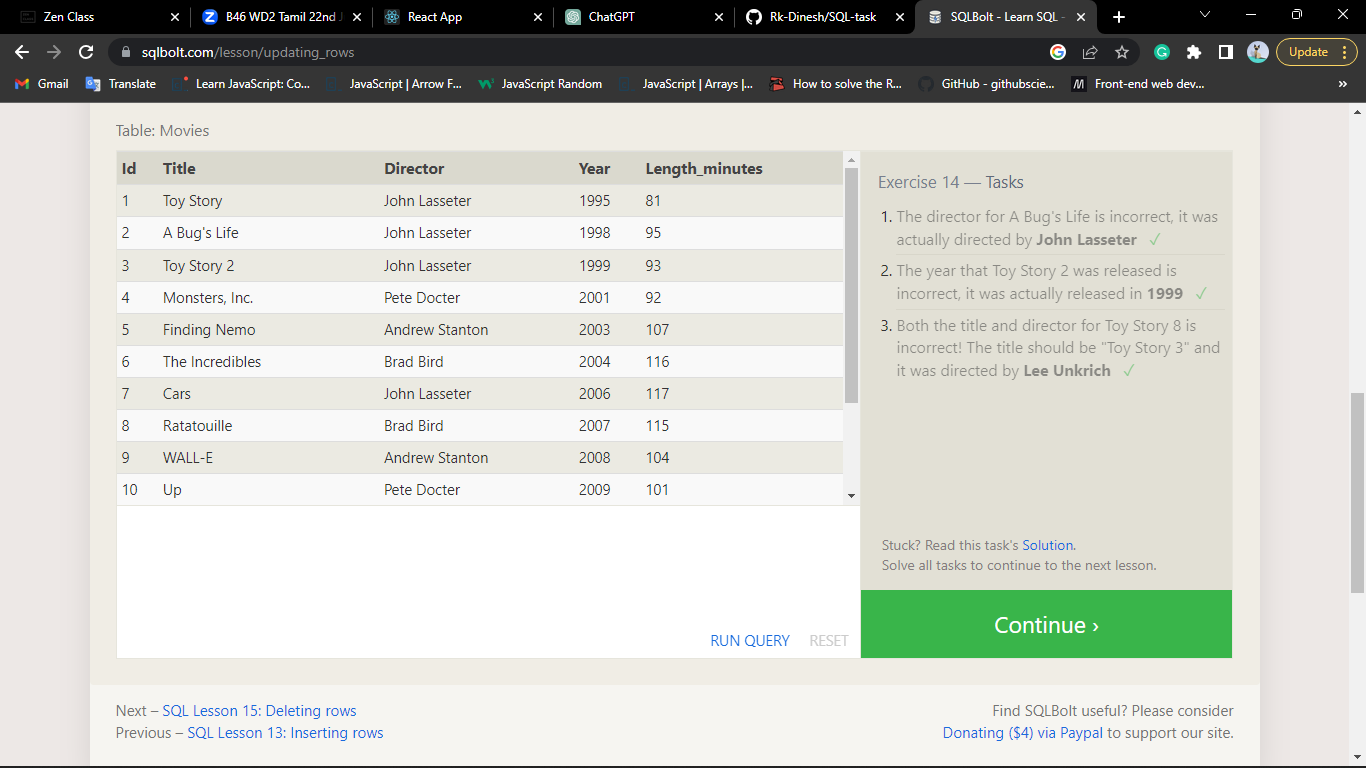 Zen Class
B46 WD2 Tamil 22nd
React App
ChatGPT
Rk-Dinesh/SQL-task
SQLBolt - Learn SQL -
sqlbolt.com/lesson/updating_rows
Update
Gmail
Translate
Learn JavaScript: Co...
JavaScript | Arrow F...
JavaScript Random
JavaScript | Arrays |...
How to solve the R...
GitHub - githubscie...
Front-end web dev...
»
Table: Movies
Id Title Director Year Length_minutes
1 Toy Story John Lasseter 1995 81
2 A Bug's Life John Lasseter 1998 95
3 Toy Story 2 John Lasseter 1999 93
4 Monsters, Inc. Pete Docter 2001 92
5 Finding Nemo Andrew Stanton 2003 107
6 The Incredibles Brad Bird 2004 116
7 Cars John Lasseter 2006 117
8 Ratatouille Brad Bird 2007 115
9 WALL-E Andrew Stanton 2008 104
10 Up Pete Docter 2009 101
RUN QUERY RESET
Exercise 14 — Tasks
1. The director for A Bug's Life is incorrect, it was
actually directed by John Lasseter ✓
2. The year that Toy Story 2 was released is
incorrect, it was actually released in 1999 ✓
3. Both the title and director for Toy Story 8 is
incorrect! The title should be "Toy Story 3" and
it was directed by Lee Unkrich ✓
Stuck? Read this task's Solution.
Solve all tasks to continue to the next lesson.
Continue ›
Next – SQL Lesson 15: Deleting rows
Previous – SQL Lesson 13: Inserting rows
Find SQLBolt useful? Please consider
Donating ($4) via Paypal to support our site.